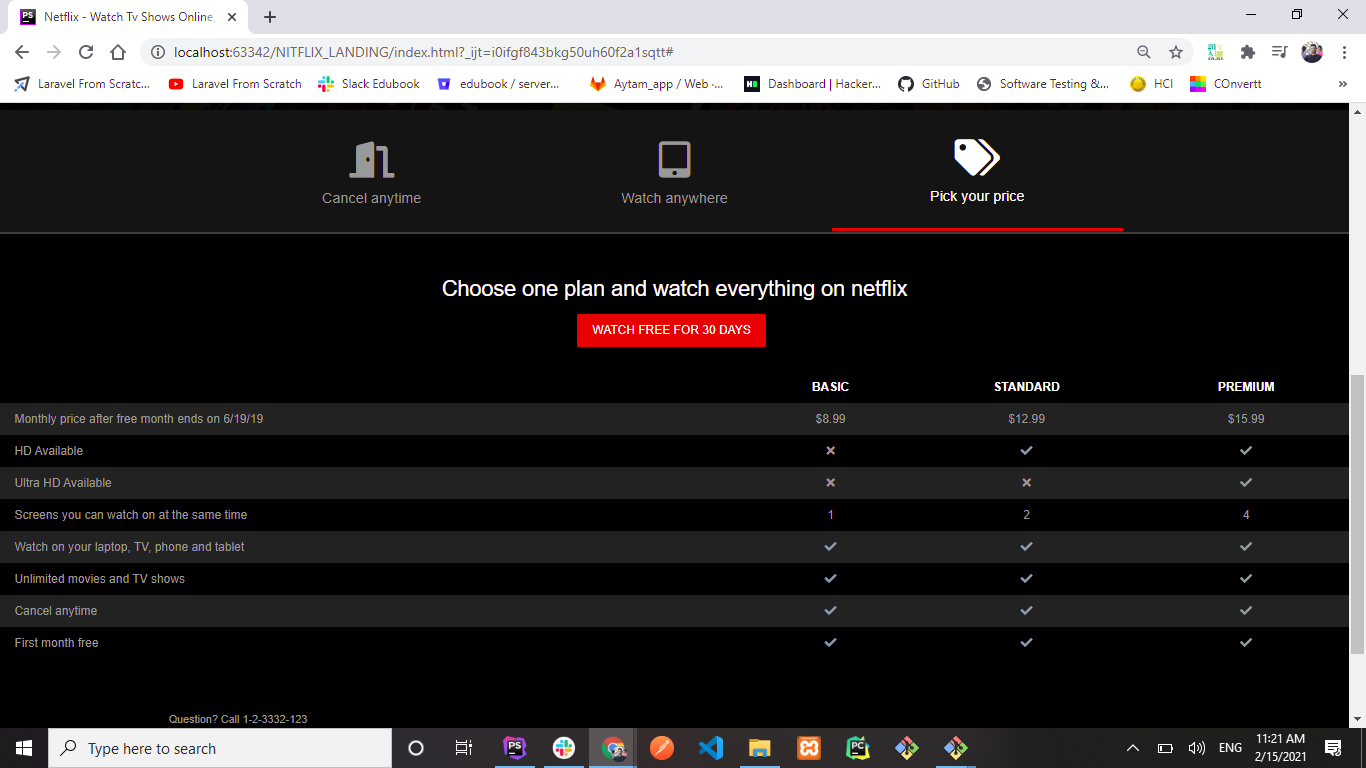 Netflix - Watch Tv Shows Online,
localhost:63342/NITFLIX_LANDING/index.html?_ijt=i0ifgf843bkg50uh60f2a1sqtt#
Laravel From Scratc... Laravel From Scratch Slack Edubook edubook / server... Aytam_app / Web -... Dashboard | Hacker... GitHub Software Testing &... HCI COnvertt »
Cancel anytime Watch anywhere Pick your price
Choose one plan and watch everything on netflix
WATCH FREE FOR 30 DAYS
BASIC STANDARD PREMIUM
Monthly price after free month ends on 6/19/19 $8.99 $12.99 $15.99
HD Available
Ultra HD Available
Screens you can watch on at the same time 1 2 4
Watch on your laptop, TV, phone and tablet
Unlimited movies and TV shows
Cancel anytime
First month free
Question? Call 1-2-3332-123
Type here to search
ENG
11:21 AM
2/15/2021